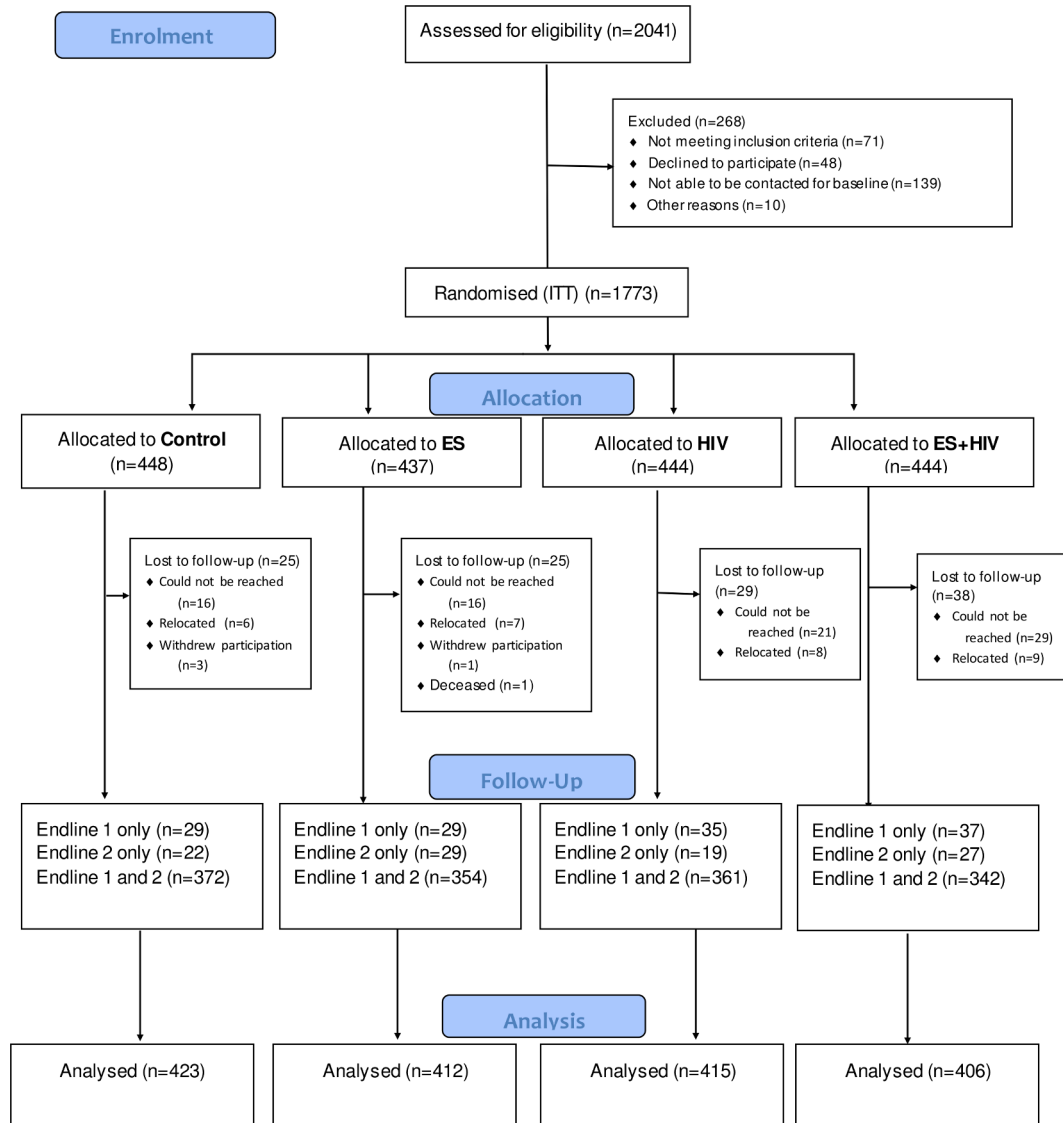 Enrolment
Assessed for eligibility (n=2041)
Excluded (n=268)
♦ Not meeting inclusion criteria (n=71)
♦ Declined to participate (n=48)
♦ Not able to be contacted for baseline (n=139)
♦ Other reasons (n=10)
Randomised (ITT) (n=1773)
Allocation
Allocated to Control
(n=448)
Allocated to ES
(n=437)
Allocated to HIV
(n=444)
Allocated to ES+HIV
(n=444)
Lost to follow-up (n=25)
♦ Could not be reached
(n=16)
♦ Relocated (n=6)
♦ Withdrew participation
(n=3)
Lost to follow-up (n=25)
♦ Could not be reached
(n=16)
♦ Relocated (n=7)
♦ Withdrew participation
(n=1)
♦ Deceased (n=1)
Lost to follow-up
(n=29)
♦ Could not be
reached (n=21)
♦ Relocated (n=8)
Lost to follow-up
(n=38)
♦ Could not be
reached (n=29)
♦ Relocated (n=9)
Follow-Up
Endline 1 only (n=29)
Endline 2 only (n=22)
Endline 1 and 2 (n=372)
Endline 1 only (n=29)
Endline 2 only (n=29)
Endline 1 and 2 (n=354)
Endline 1 only (n=35)
Endline 2 only (n=19)
Endline 1 and 2 (n=361)
Endline 1 only (n=37)
Endline 2 only (n=27)
Endline 1 and 2 (n=342)
Analysis
Analysed (n=423)
Analysed (n=412)
Analysed (n=415)
Analysed (n=406)